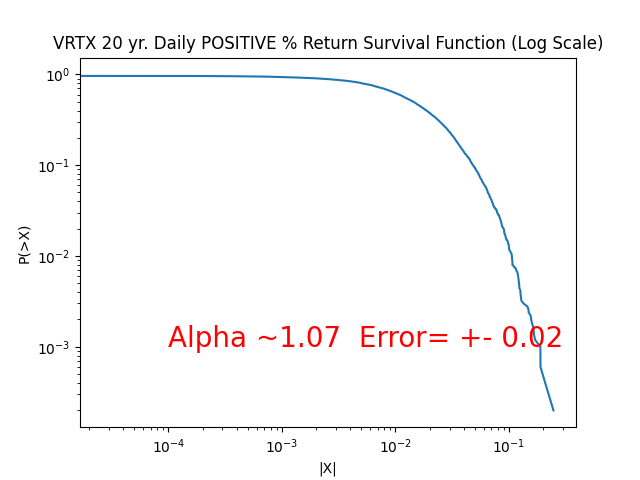 VRTX 20 yr. Daily POSITIVE % Return Survival Function (Log Scale)
10⁰
10⁻¹
10⁻²
10⁻³
P(>X)
Alpha ~1.07  Error= +- 0.02
10⁻⁴ 10⁻³ 10⁻² 10⁻¹
|X|